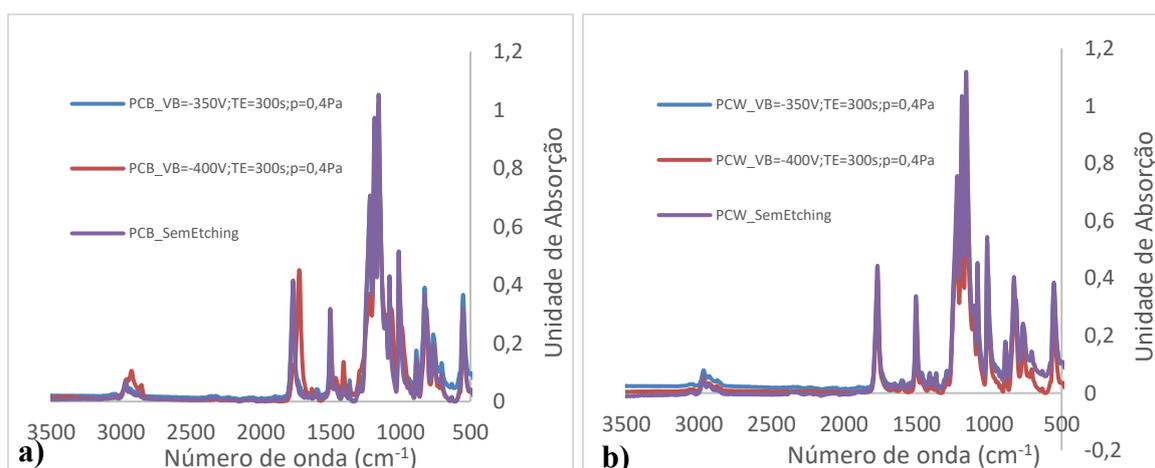 1,2
PCB_VB=-350V;TE=300s;p=0,4Pa
1
PCB_VB=-400V;TE=300s;p=0,4Pa
0,8
PCB_SemEtching
0,6
0,4
0,2
0
Unidade de Absorção
3500 3000 2500 2000 1500 1000 500
Número de onda (cm-1)
a)
1,2
PCW_VB=-350V;TE=300s;p=0,4Pa
1
PCW_VB=-400V;TE=300s;p=0,4Pa
0,8
PCW_SemEtching
0,6
0,4
0,2
0
-0,2
Unidade de Absorção
3500 3000 2500 2000 1500 1000 500
Número de onda (cm-1)
b)